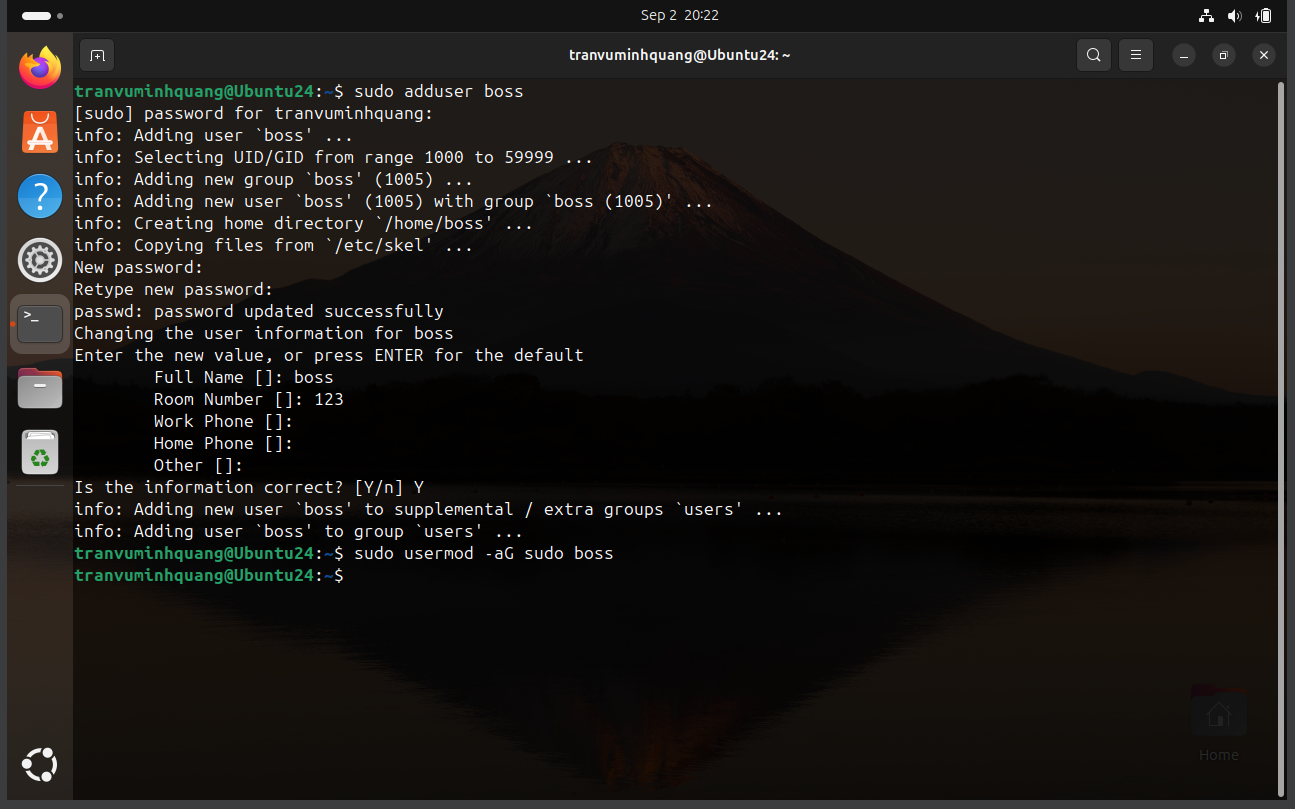 Sep 2 20:22
tranvuminhquang@Ubuntu24: ~
tranvuminhquang@Ubuntu24:~$ sudo adduser boss
[sudo] password for tranvuminhquang:
info: Adding user `boss' ...
info: Selecting UID/GID from range 1000 to 59999 ...
info: Adding new group `boss' (1005) ...
info: Adding new user `boss' (1005) with group `boss (1005)' ...
info: Creating home directory `/home/boss' ...
info: Copying files from `/etc/skel' ...
New password:
Retype new password:
passwd: password updated successfully
Changing the user information for boss
Enter the new value, or press ENTER for the default
Full Name []: boss
Room Number []: 123
Work Phone []:
Home Phone []:
Other []:
Is the information correct? [Y/n] Y
info: Adding new user `boss' to supplemental / extra groups `users' ...
info: Adding user `boss' to group `users' ...
tranvuminhquang@Ubuntu24:~$ sudo usermod -aG sudo boss
tranvuminhquang@Ubuntu24:~$
Home